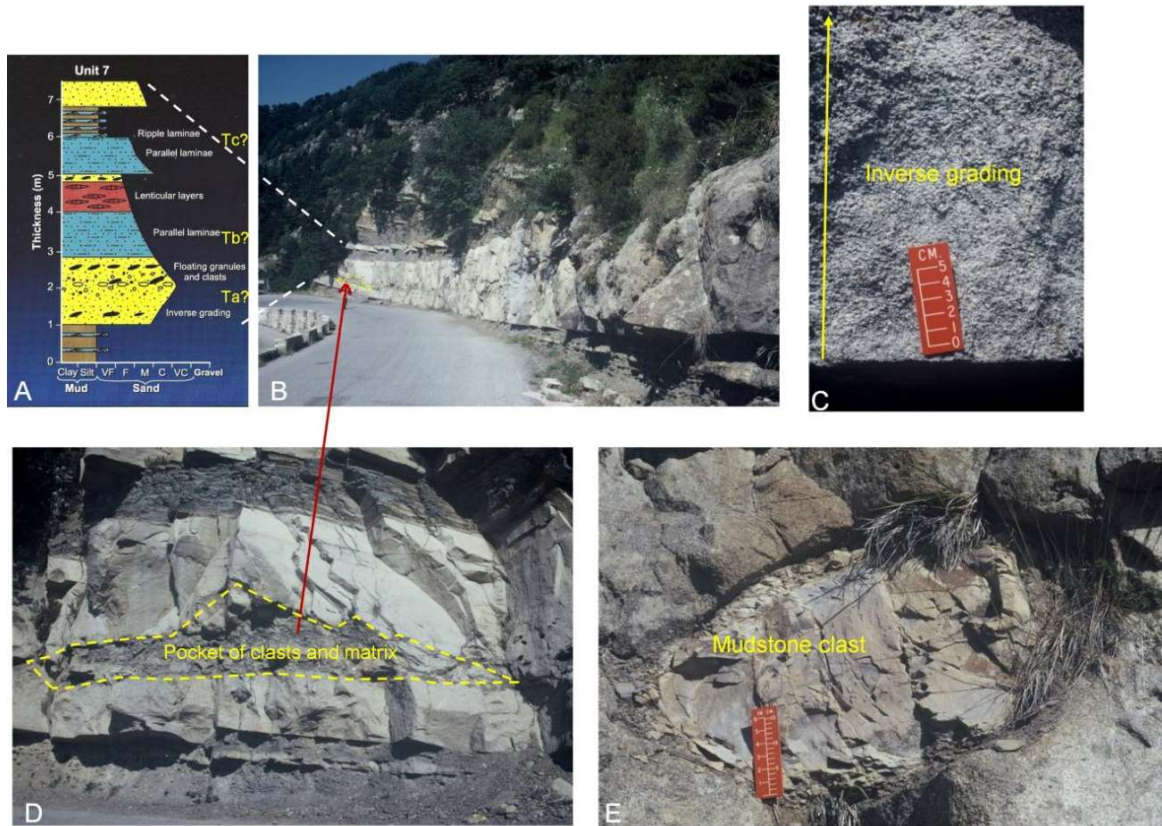 Unit 7
7
6
5
4
3
2
1
0
Thickness (m)
Ripple laminae
Tc?
Parallel laminae
Lenticular layers
Parallel laminae
Tb?
Floating granules
and clasts
Ta?
Inverse grading
Clay Silt VF F M C VC Gravel
Mud Sand
A
B
Inverse grading
CM.
5
4
3
2
1
0
C
Pocket of clasts and matrix
D
Mudstone clast
E